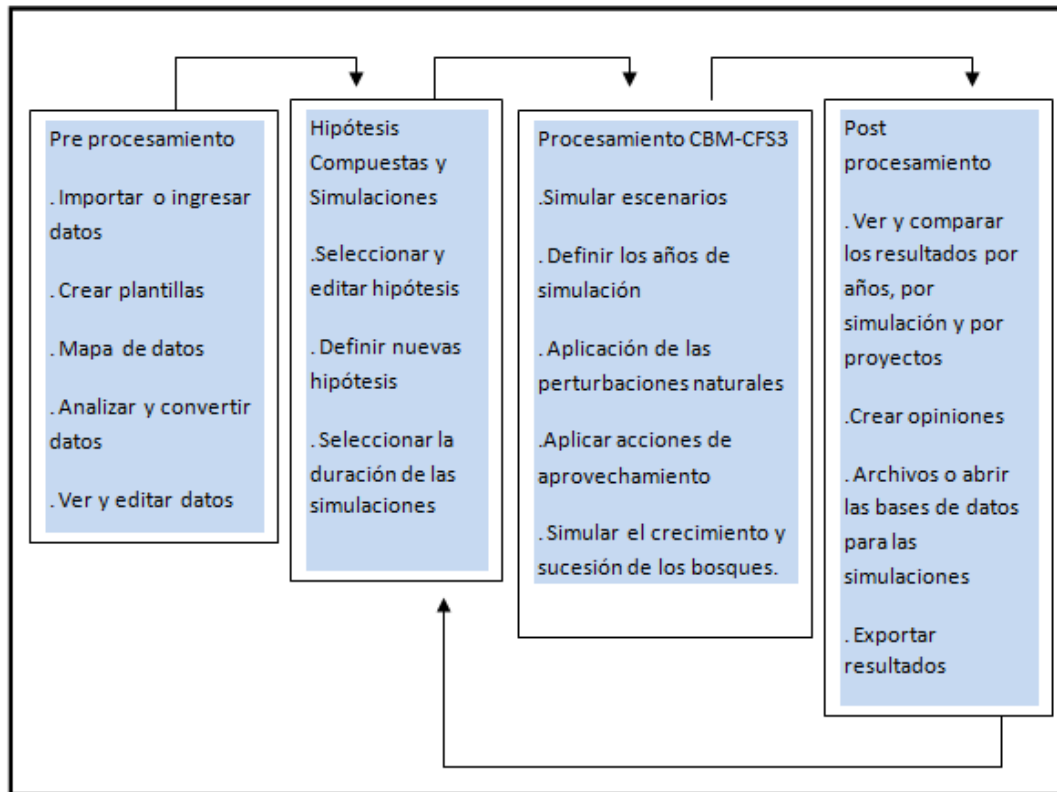 Pre procesamiento
. Importar o ingresar
datos
. Crear plantillas
. Mapa de datos
. Analizar y convertir
datos
. Ver y editar datos
Hipótesis
Compuestas y
Simulaciones
.Seleccionar y
editar hipótesis
. Definir nuevas
hipótesis
. Seleccionar la
duración de las
simulaciones
Procesamiento CBM-CFS3
.Simular escenarios
. Definir los años de
simulación
. Aplicación de las
perturbaciones naturales
.Aplicar acciones de
aprovechamiento
. Simular el crecimiento y
sucesión de los bosques.
Post
procesamiento
. Ver y comparar
los resultados por
años, por
simulación y por
proyectos
.Crear opiniones
. Archivos o abrir
las bases de datos
para las
simulaciones
. Exportar
resultados